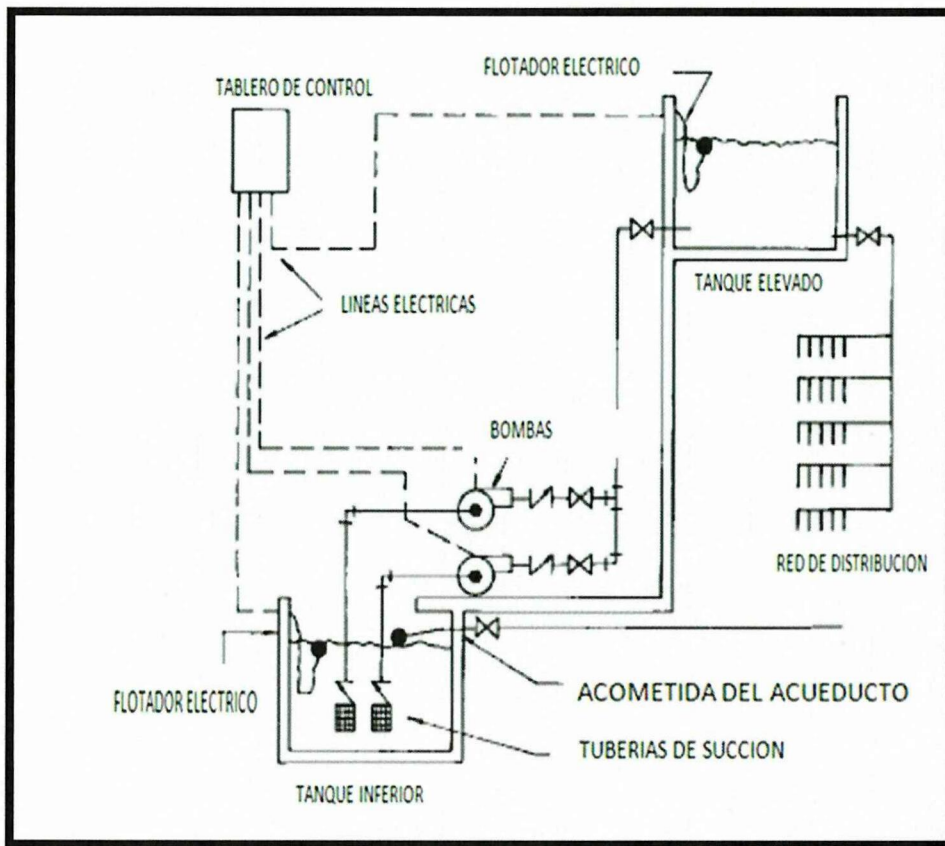 FLOTADOR ELECTRICO
TABLERO DE CONTROL
TANQUE ELEVADO
LINEAS ELECTRICAS
BOMBAS
RED DE DISTRIBUCION
FLOTADOR ELECTRICO
ACOMETIDA DEL ACUEDUCTO
TUBERIAS DE SUCCION
TANQUE INFERIOR